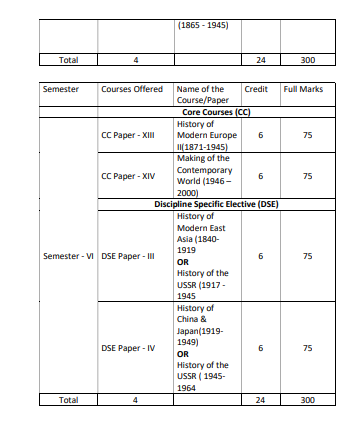 (1865 - 1945)
Total 4 24 300
Semester Courses Offered Name of the Course/Paper Credit Full Marks
Core Courses (CC)
CC Paper - XIII History of Modern Europe II(1871-1945) 6 75
CC Paper - XIV Making of the Contemporary World (1946 – 2000) 6 75
Discipline Specific Elective (DSE)
Semester - VI DSE Paper - III History of Modern East Asia (1840- 1919 OR History of the USSR (1917 - 1945 6 75
DSE Paper - IV History of China & Japan(1919- 1949) OR History of the USSR ( 1945- 1964 6 75
Total 4 24 300